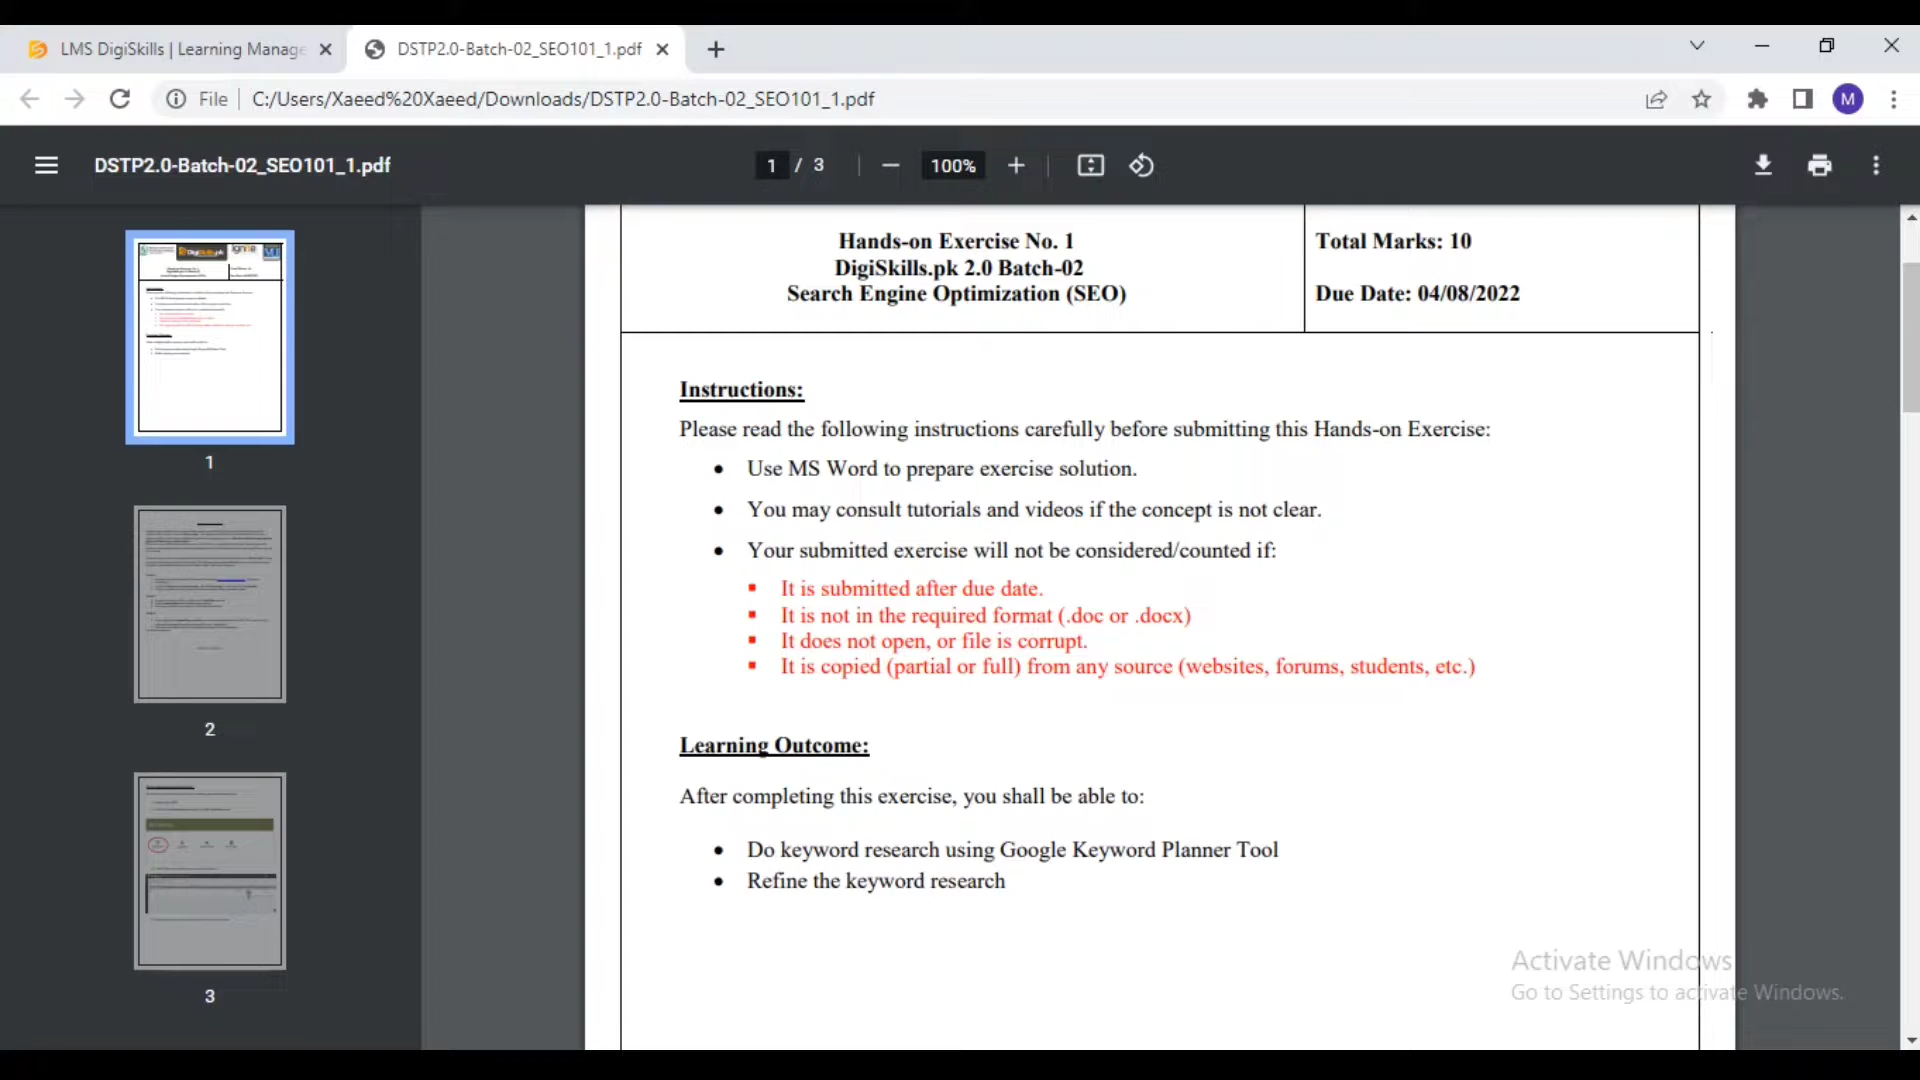 LMS DigiSkills | Learning Manage
DSTP2.0-Batch-02_SEO101_1.pdf
File
C:/Users/Xaeed%20Xaeed/Downloads/DSTP2.0-Batch-02_SEO101_1.pdf
M
DSTP2.0-Batch-02_SEO101_1.pdf
1 / 3
100%
Hands-on Exercise No. 1
DigiSkills.pk 2.0 Batch-02
Search Engine Optimization (SEO)
Total Marks: 10
Due Date: 04/08/2022
Instructions:
Please read the following instructions carefully before submitting this Hands-on Exercise:
• Use MS Word to prepare exercise solution.
• You may consult tutorials and videos if the concept is not clear.
• Your submitted exercise will not be considered/counted if:
▪ It is submitted after due date.
▪ It is not in the required format (.doc or .docx)
▪ It does not open, or file is corrupt.
▪ It is copied (partial or full) from any source (websites, forums, students, etc.)
Learning Outcome:
After completing this exercise, you shall be able to:
• Do keyword research using Google Keyword Planner Tool
• Refine the keyword research
1
2
3
Activate Windows
Go to Settings to activate Windows.